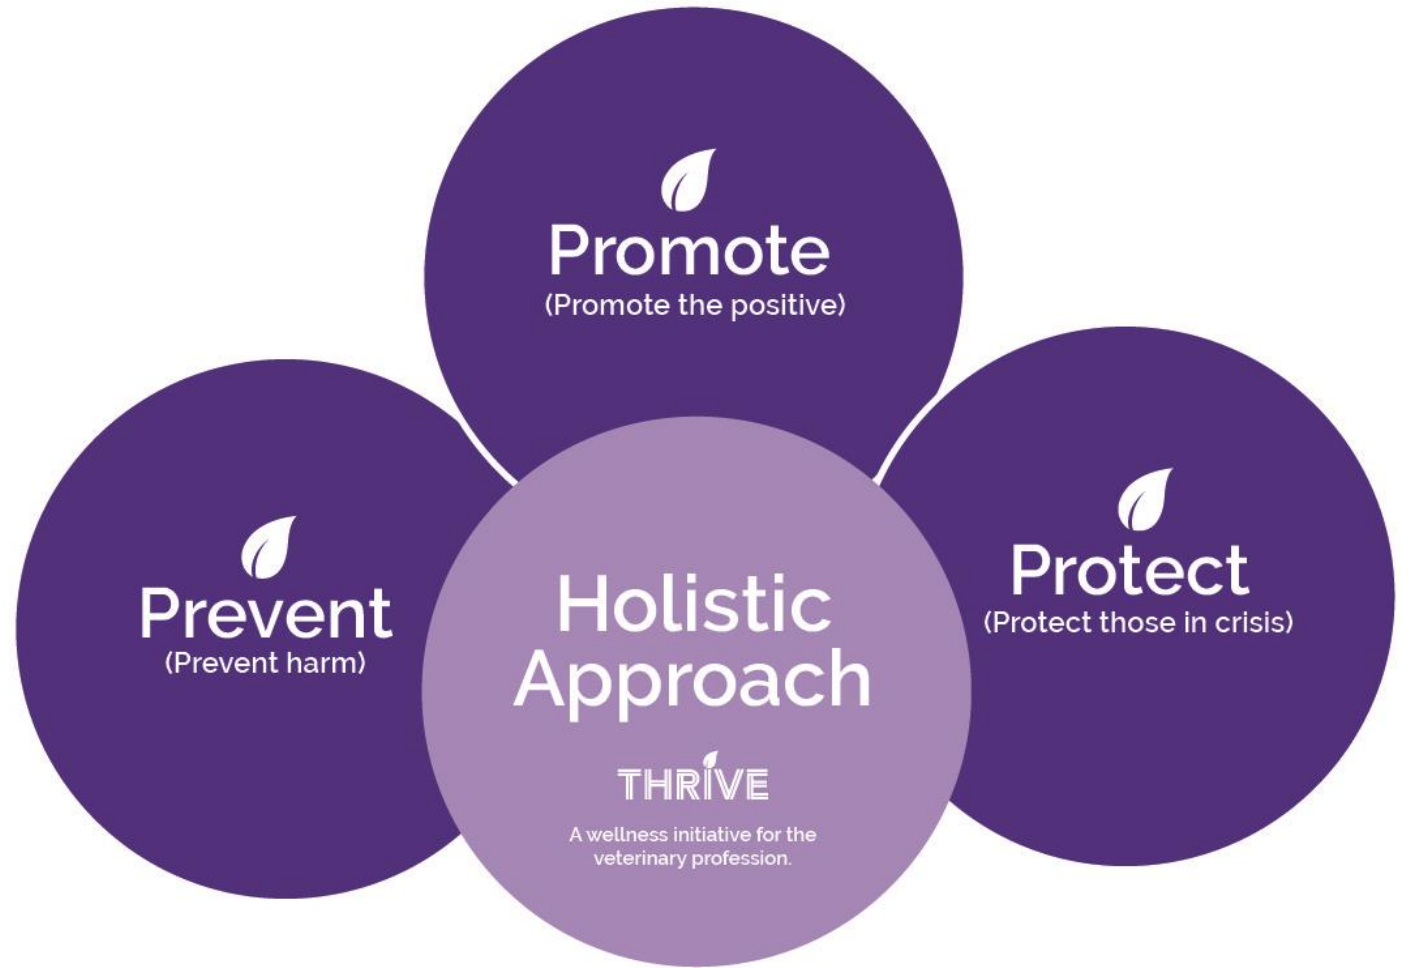 Promote
(Promote the positive)
Prevent
(Prevent harm)
Protect
(Protect those in crisis)
Holistic
Approach
THRIVE
A wellness initiative for the
veterinary profession.